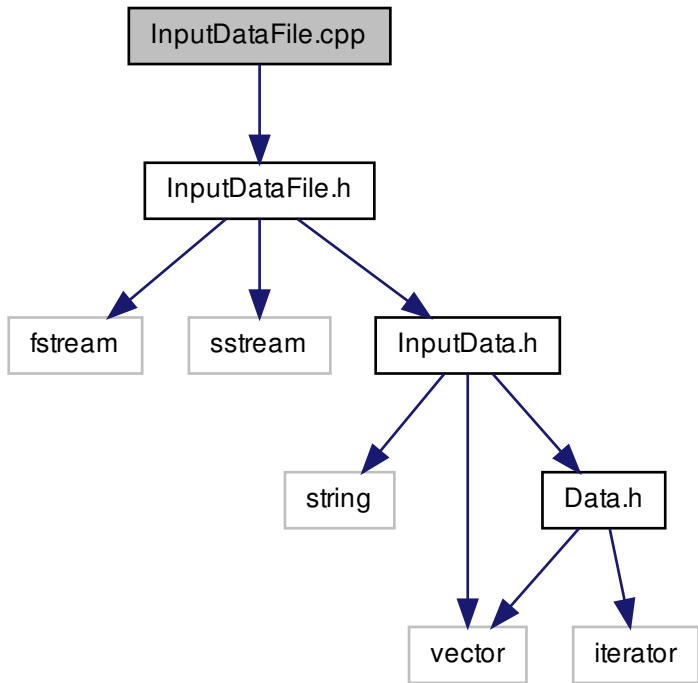 InputDataFile.cpp
InputDataFile.h
fstream
sstream
InputData.h
string
Data.h
vector
iterator